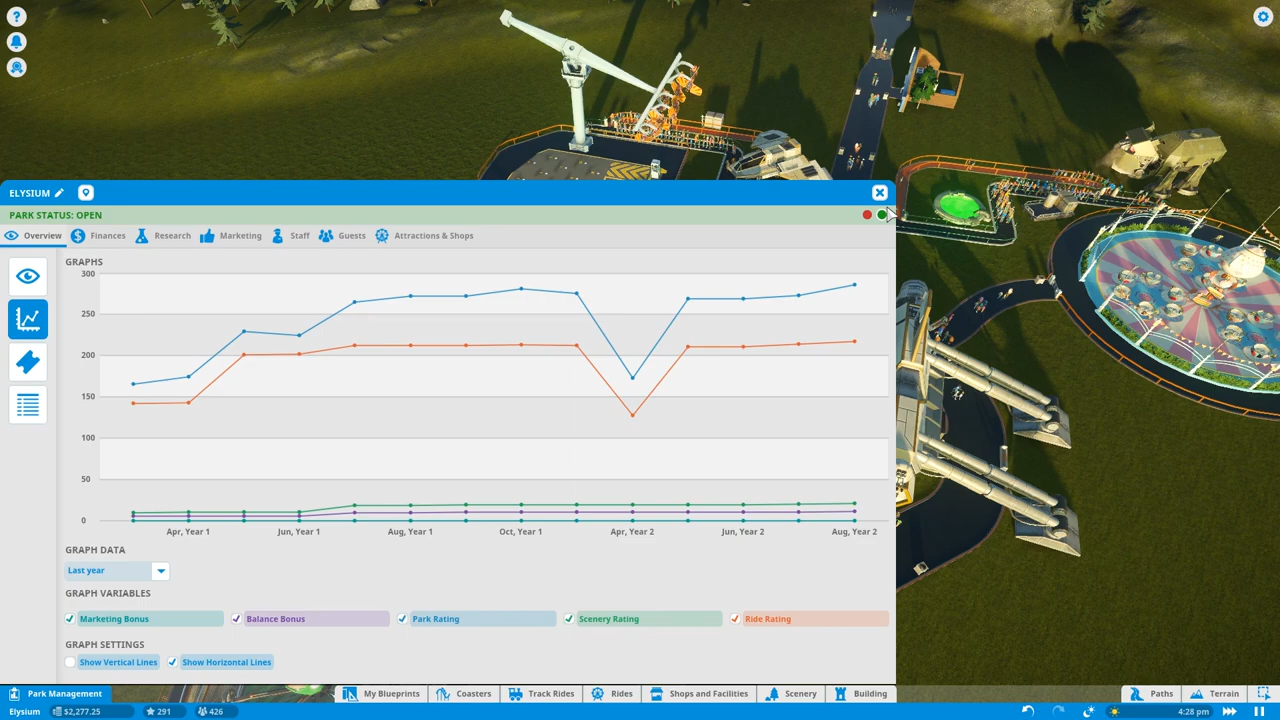 ELYSIUM
PARK STATUS: OPEN
Overview Finances Research Marketing Staff Guests Attractions & Shops
GRAPHS
300
250
200
150
100
50
0
Apr, Year 1 Jun, Year 1 Aug, Year 1 Oct, Year 1 Apr, Year 2 Jun, Year 2 Aug, Year 2
GRAPH DATA
Last year
GRAPH VARIABLES
Marketing Bonus Balance Bonus Park Rating Scenery Rating Ride Rating
GRAPH SETTINGS
Show Vertical Lines Show Horizontal Lines
Park Management My Blueprints Coasters Track Rides Rides Shops and Facilities Scenery Building Paths Terrain
Elysium $2,277.25 291 426 4:28 pm